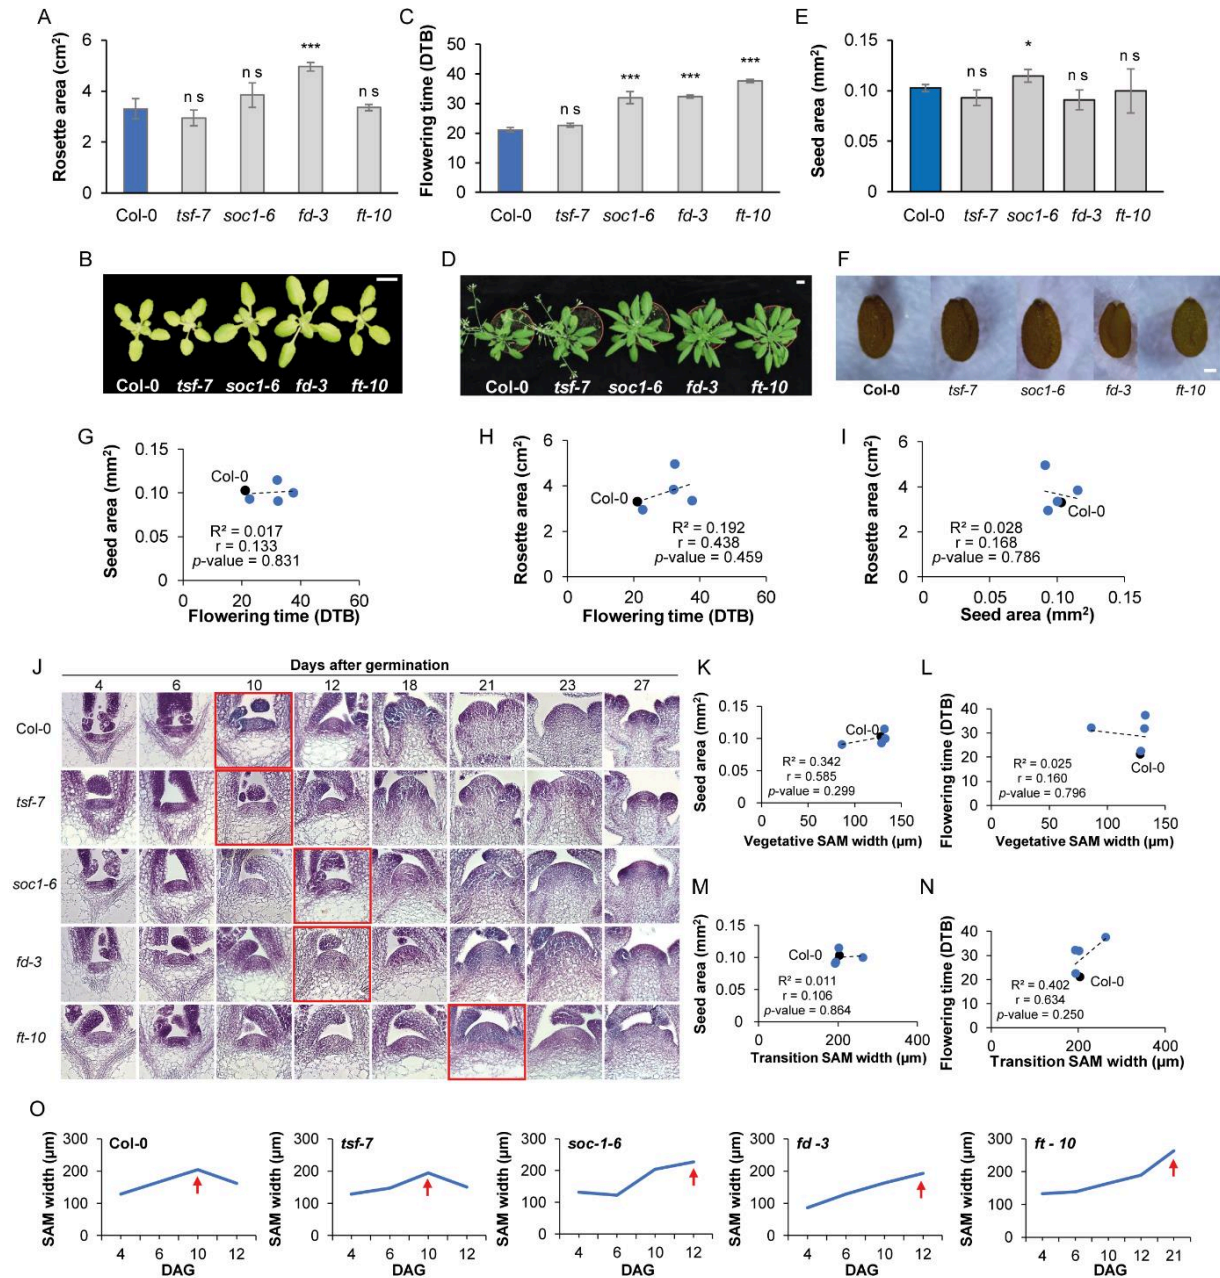 A
Rosette area (cm²)
6
4
2
0
n s
n s
***
n s
Col-0 tsf-7 soc1-6 fd-3 ft-10
C
Flowering time (DTB)
50
40
30
20
10
0
n s
***
***
***
Col-0 tsf-7 soc1-6 fd-3 ft-10
E
Seed area (mm²)
0.15
0.10
0.05
0
n s
*
n s
n s
Col-0 tsf-7 soc1-6 fd-3 ft-10
B
Col-0 tsf-7 soc1-6 fd-3 ft-10
D
Col-0 tsf-7 soc1-6 fd-3 ft-10
F
Col-0 tsf-7 soc1-6 fd-3 ft-10
G
Seed area (mm²)
0.15
0.10
0.05
0
Col-0
R² = 0.017
r = 0.133
p-value = 0.831
0 20 40 60
Flowering time (DTB)
H
Rosette area (cm²)
6
4
2
0
Col-0
R² = 0.192
r = 0.438
p-value = 0.459
0 20 40 60
Flowering time (DTB)
I
Rosette area (cm²)
6
4
2
0
Col-0
R² = 0.028
r = 0.168
p-value = 0.786
0 0.05 0.10 0.15
Seed area (mm²)
J
Days after germination
4 6 10 12 18 21 23 27
Col-0
tsf-7
soc1-6
fd-3
ft-10
K
Seed area (mm²)
0.15
0.10
0.05
0
Col-0
R² = 0.342
r = 0.585
p-value = 0.299
0 50 100 150
Vegetative SAM width (µm)
L
Flowering time (DTB)
40
30
20
10
0
Col-0
R² = 0.025
r = 0.160
p-value = 0.796
0 50 100 150
Vegetative SAM width (µm)
M
Seed area (mm²)
0.15
0.10
0.05
0
Col-0
R² = 0.011
r = 0.106
p-value = 0.864
0 200 400
Transition SAM width (µm)
N
Flowering time (DTB)
40
30
20
10
0
Col-0
R² = 0.402
r = 0.634
p-value = 0.250
0 200 400
Transition SAM width (µm)
O
Col-0
SAM width (µm)
300
200
100
0
4 6 10 12
DAG
tsf-7
SAM width (µm)
300
200
100
0
4 6 10 12
DAG
soc-1-6
SAM width (µm)
300
200
100
0
4 6 10 12
DAG
fd -3
SAM width (µm)
300
200
100
0
4 6 10 12
DAG
ft - 10
SAM width (µm)
300
200
100
0
4 6 10 12 21
DAG